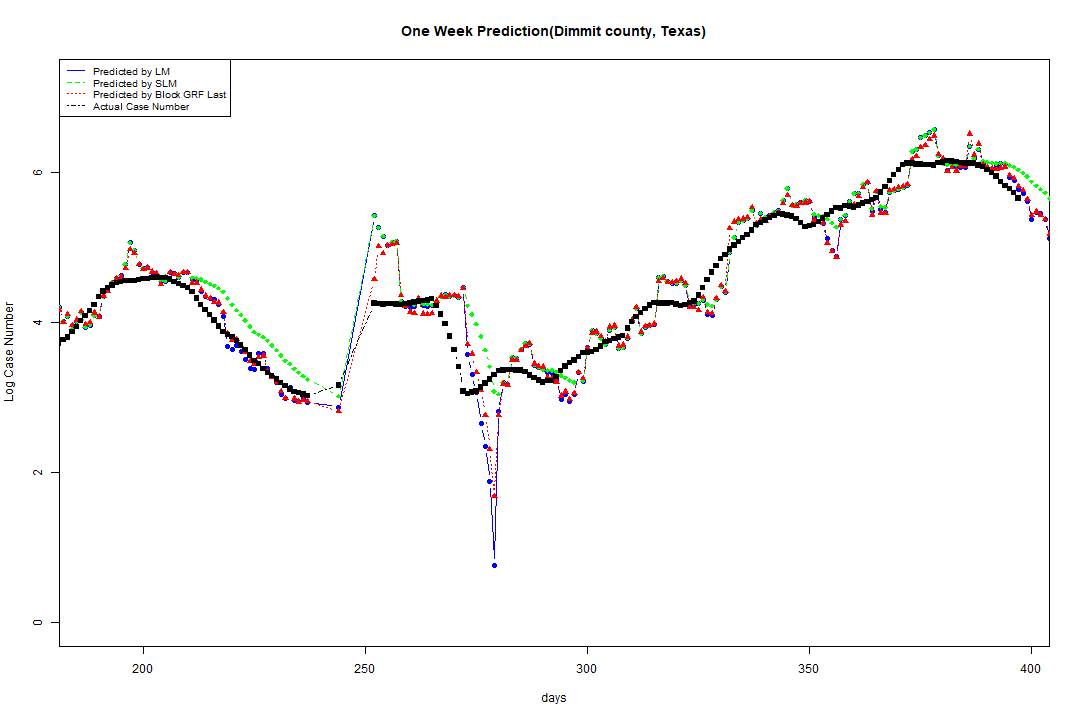 One Week Prediction(Dimmit county, Texas)
Predicted by LM
Predicted by SLM
Predicted by Block GRF Last
Actual Case Number
6
4
2
0
Log Case Number
200 250 300 350 400
days